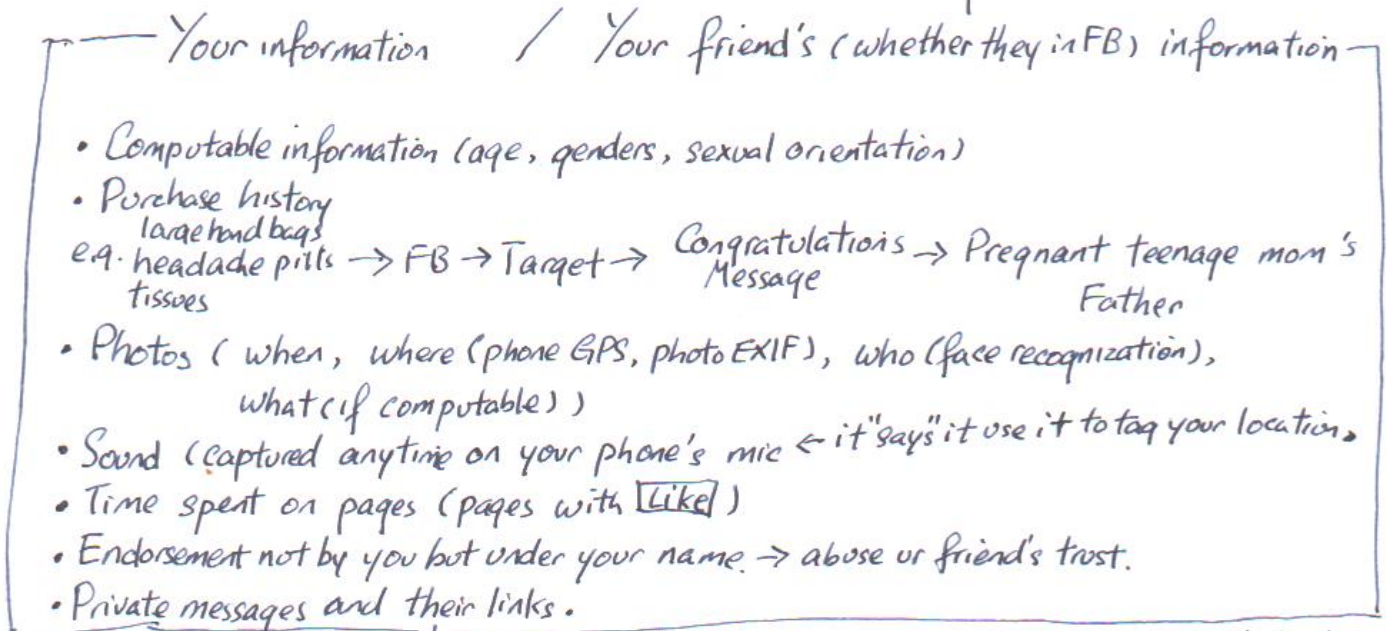 Your information / Your friend's (whether they in FB) information
• Computable information (age, genders, sexual orientation)
• Purchase history
large hand bags
e.g. headache pills → FB → Target → Congratulations Message → Pregnant teenage mom's Father
tissues
• Photos ( when, where (phone GPS, photo EXIF), who (face recognization),
what (if computable) )
• Sound (captured anytime on your phone's mic ← it "says" it use it to tag your location.
• Time spent on pages (pages with Like )
• Endorsement not by you but under your name. → abuse ur friend's trust.
• Private messages and their links.